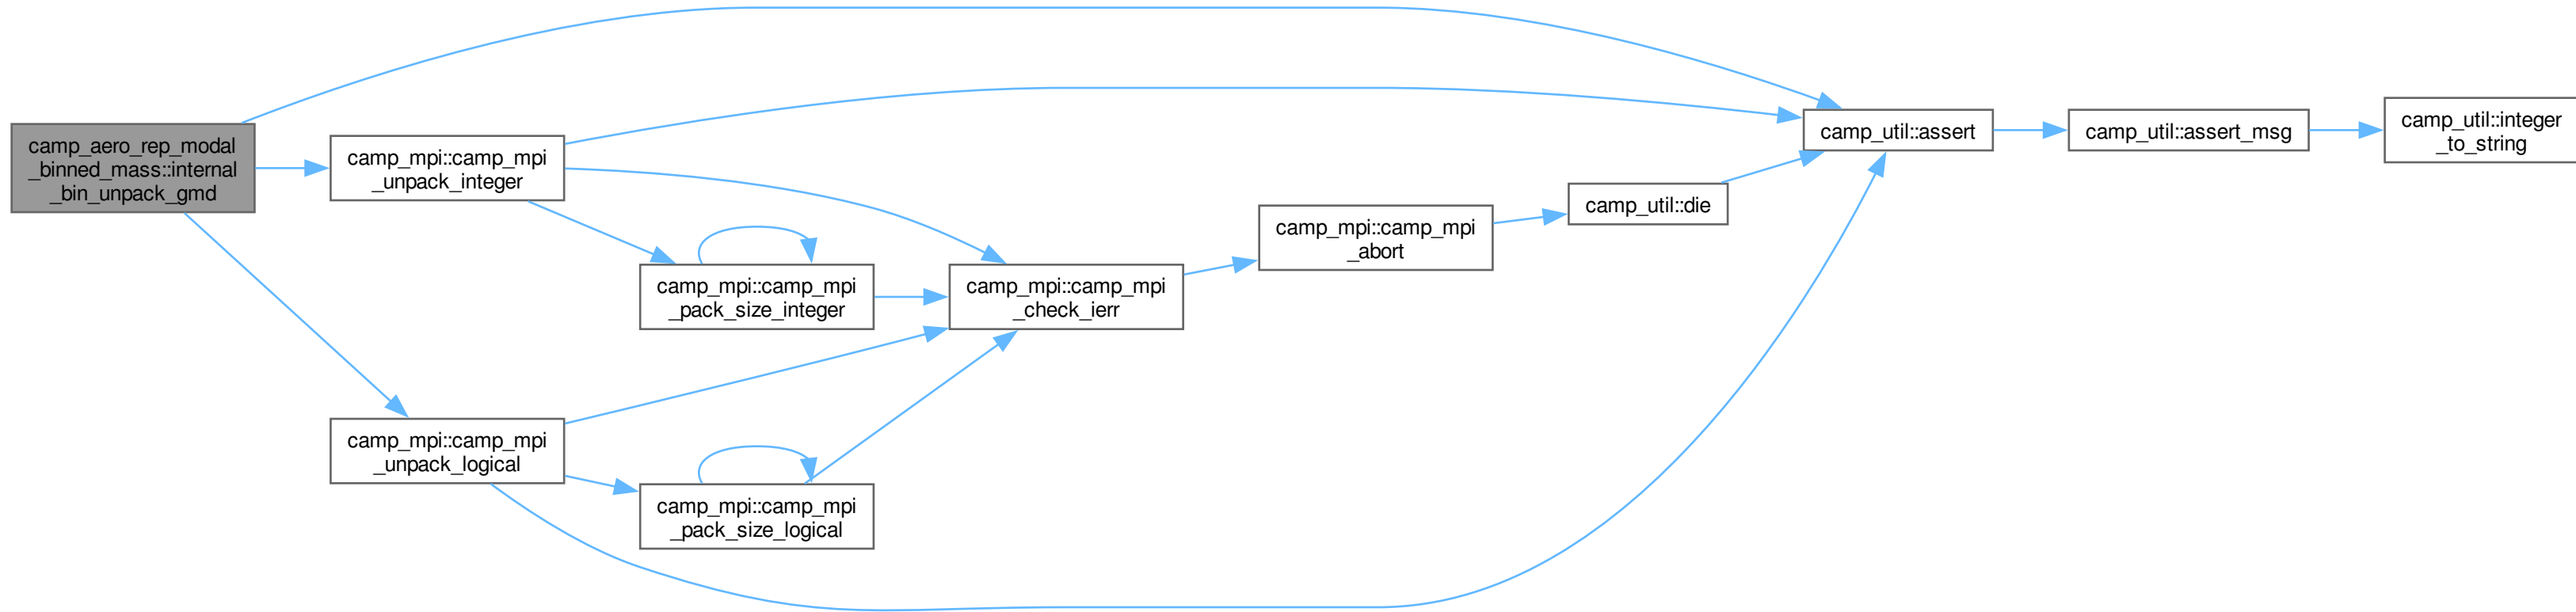 camp_aero_rep_modal
_binned_mass::internal
_bin_unpack_gmd
camp_mpi::camp_mpi
_unpack_integer
camp_mpi::camp_mpi
_unpack_logical
camp_mpi::camp_mpi
_pack_size_integer
camp_mpi::camp_mpi
_pack_size_logical
camp_mpi::camp_mpi
_check_ierr
camp_mpi::camp_mpi
_abort
camp_util::die
camp_util::assert
camp_util::assert_msg
camp_util::integer
_to_string